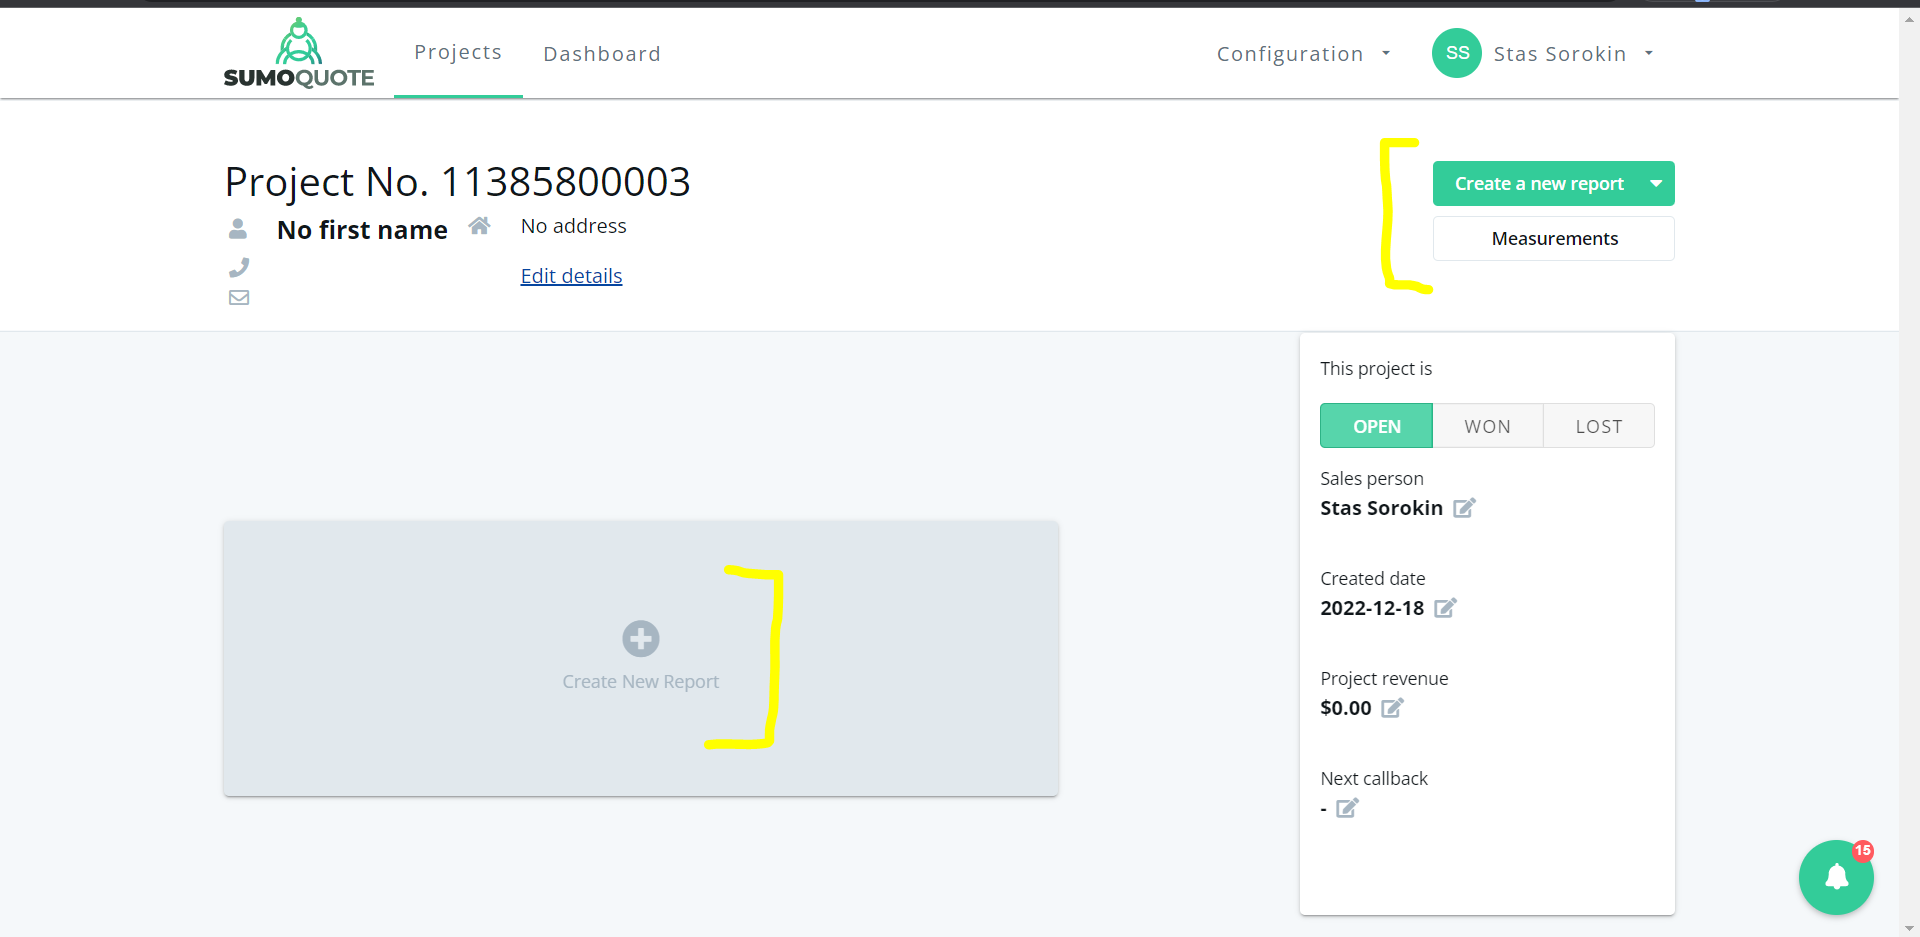 SUMOQUOTE
Projects
Dashboard
Configuration
SS
Stas Sorokin
Project No. 11385800003
No first name
No address
Edit details
Create a new report
Measurements
Create New Report
This project is
OPEN
WON
LOST
Sales person
Stas Sorokin
Created date
2022-12-18
Project revenue
$0.00
Next callback
-
15